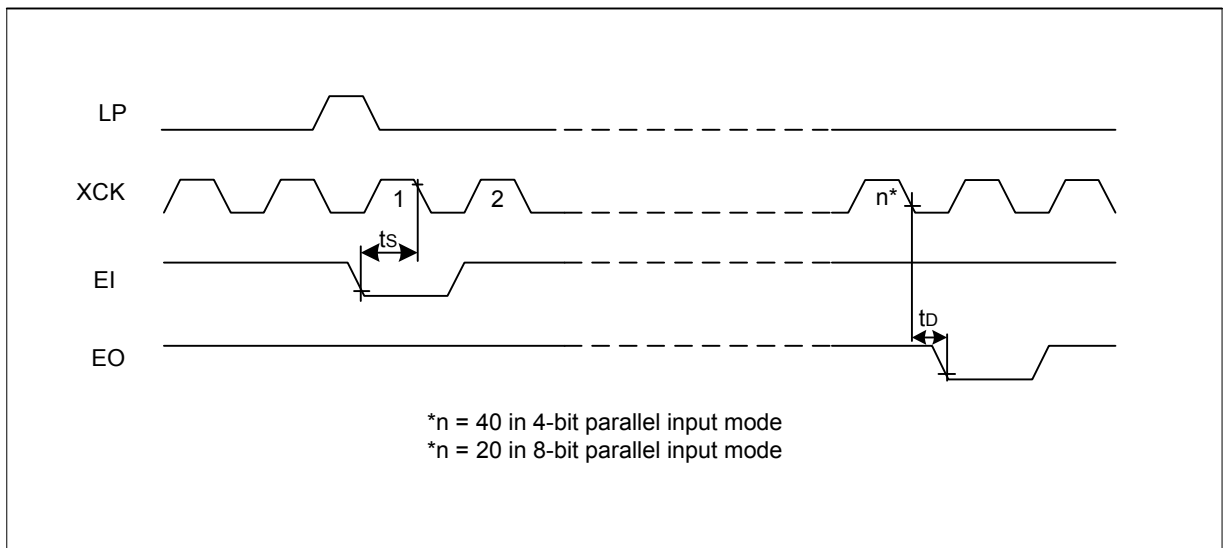 LP
XCK
1
2
n*
ts
EI
tD
EO
*n = 40 in 4-bit parallel input mode
*n = 20 in 8-bit parallel input mode